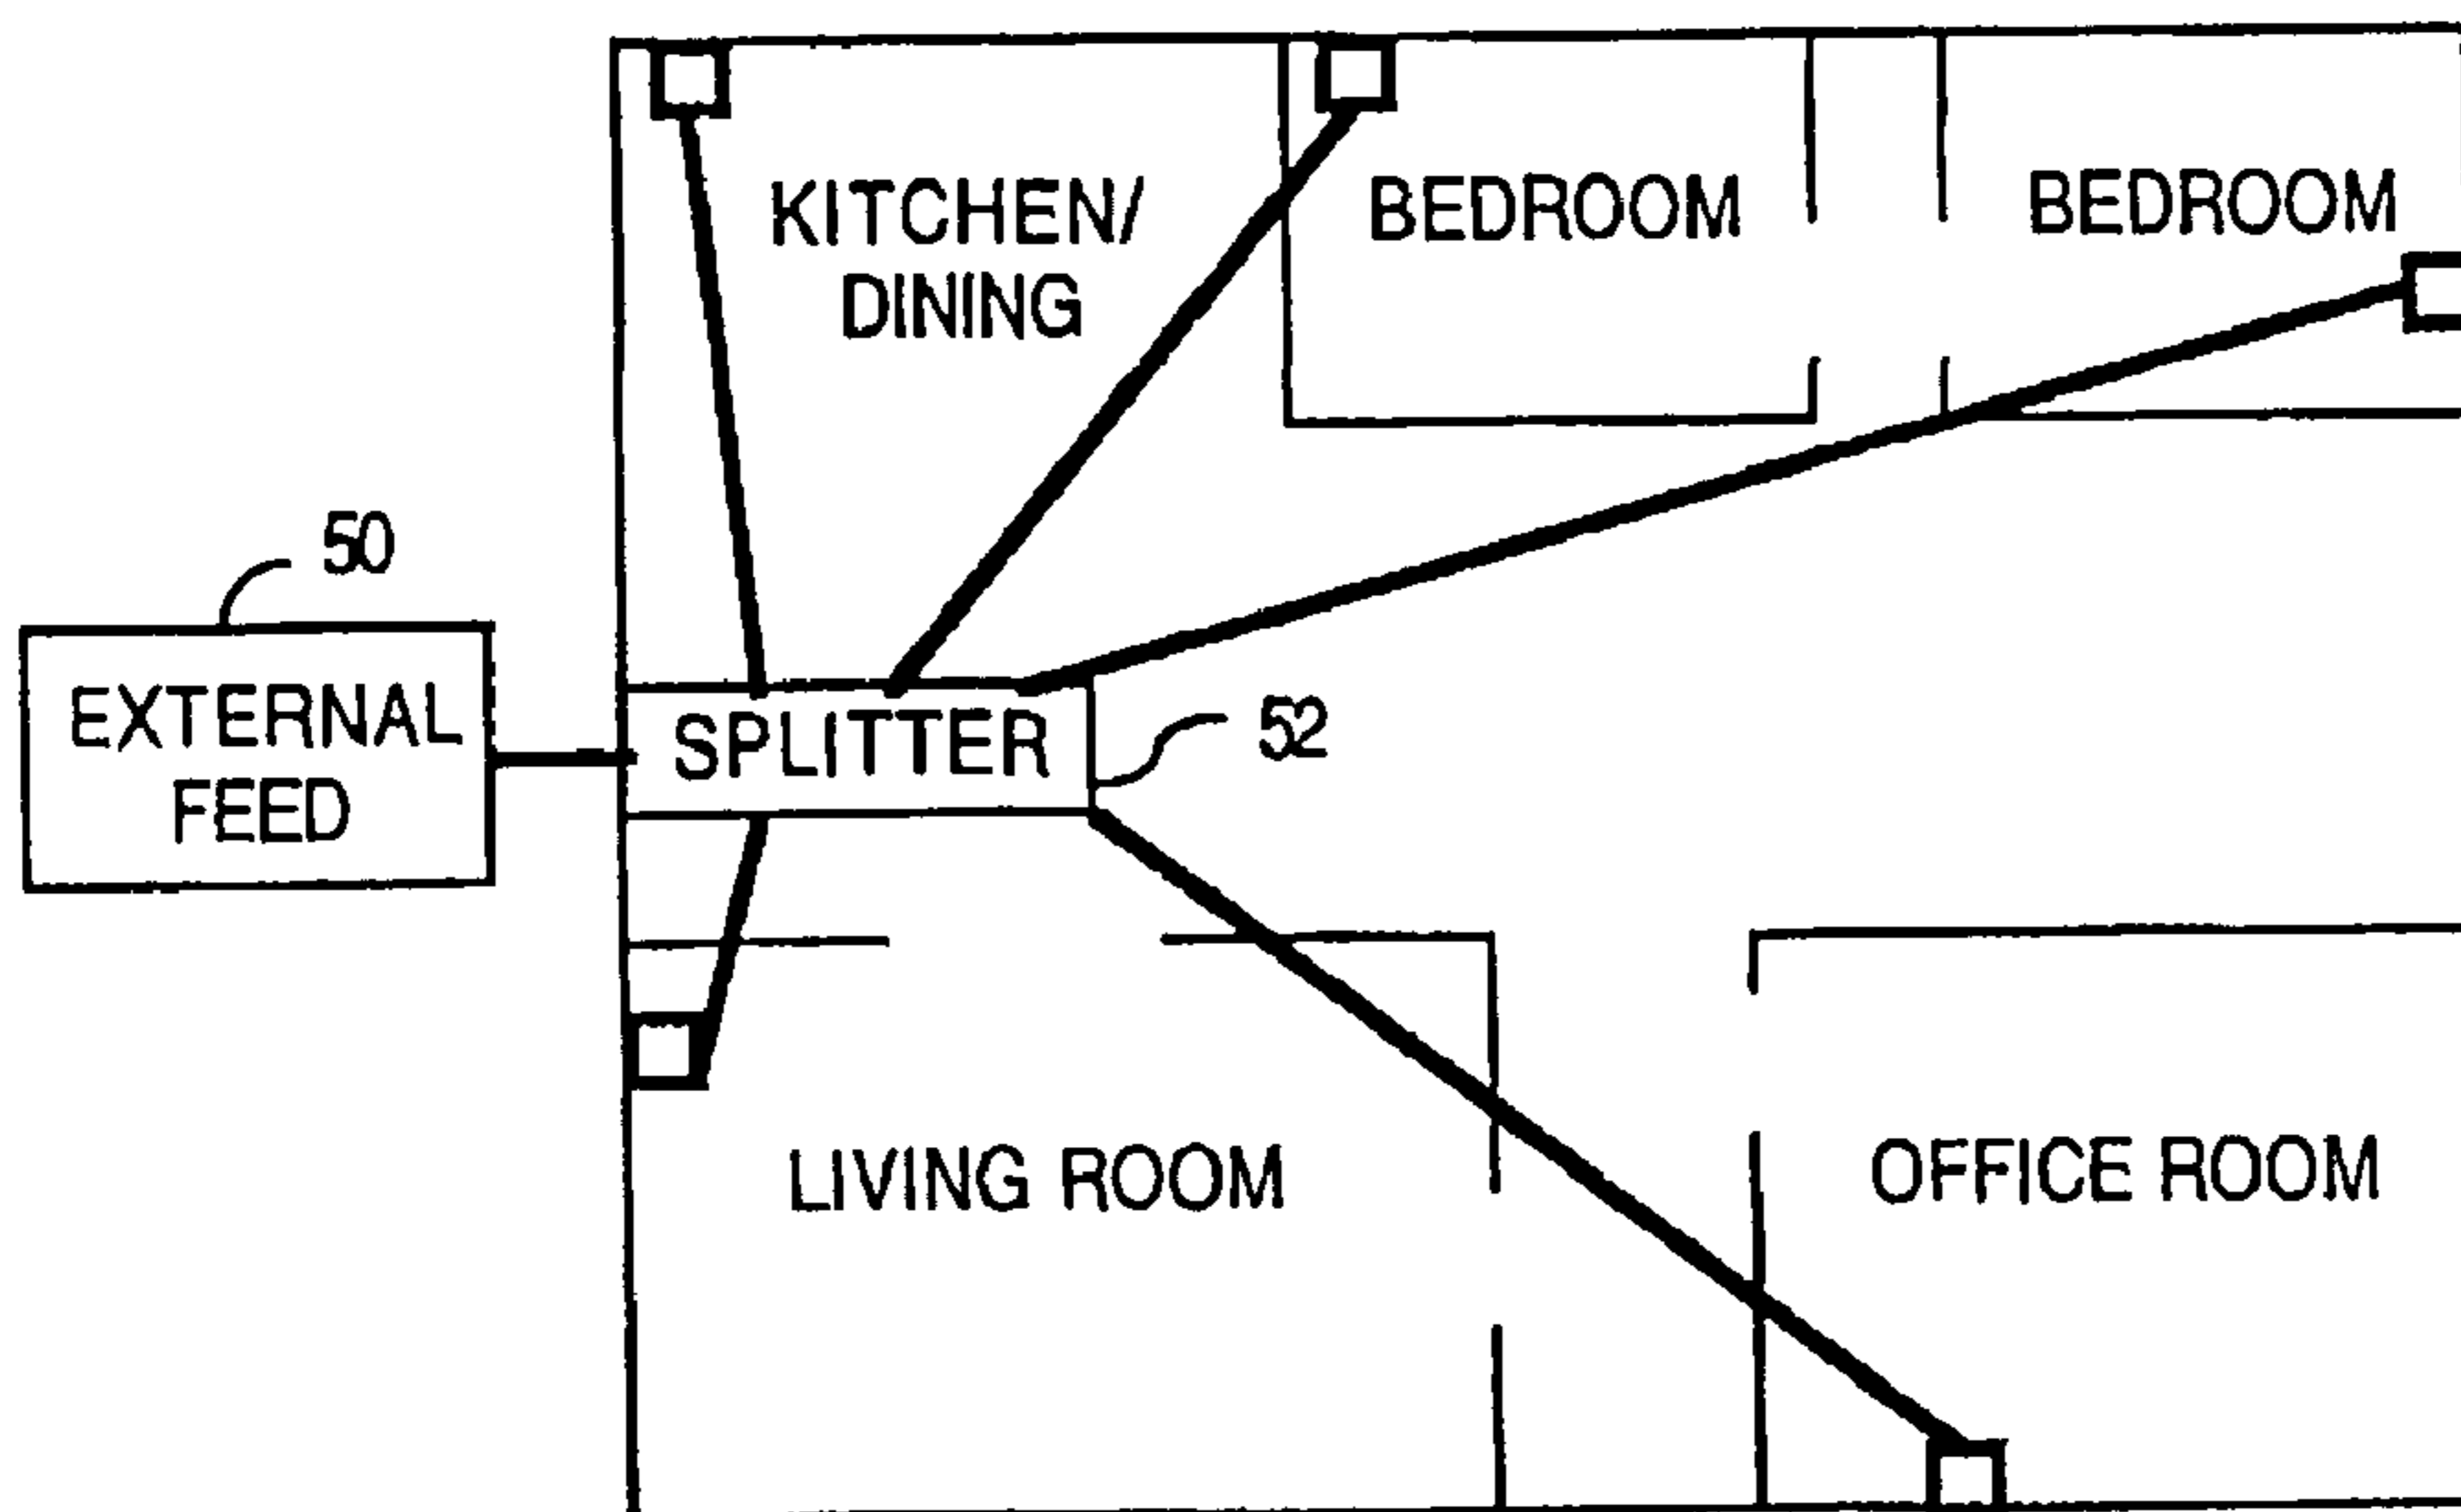 KITCHEN/
DINING
BEDROOM
BEDROOM
50
EXTERNAL
FEED
SPLITTER
52
LIVING ROOM
OFFICE ROOM